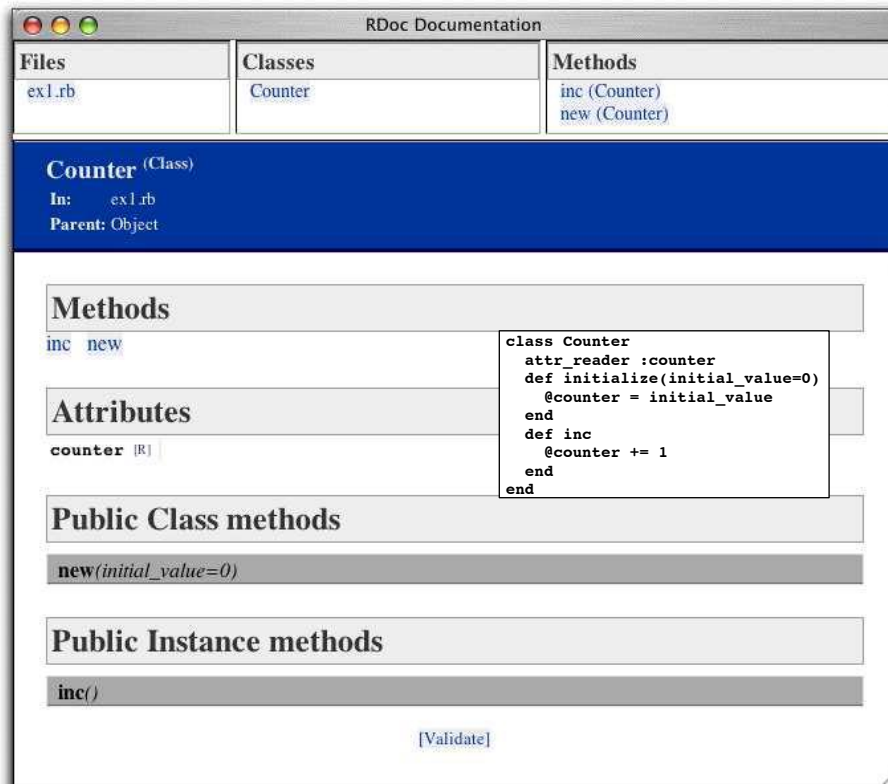 RDoc Documentation
Files
ex1.rb
Classes
Counter
Methods
inc (Counter)
new (Counter)
Counter (Class)
In: ex1.rb
Parent: Object
Methods
inc new
class Counter
  attr_reader :counter
  def initialize(initial_value=0)
    @counter = initial_value
  end
  def inc
    @counter += 1
  end
end
Attributes
counter [R]
Public Class methods
new(initial_value=0)
Public Instance methods
inc()
[Validate]